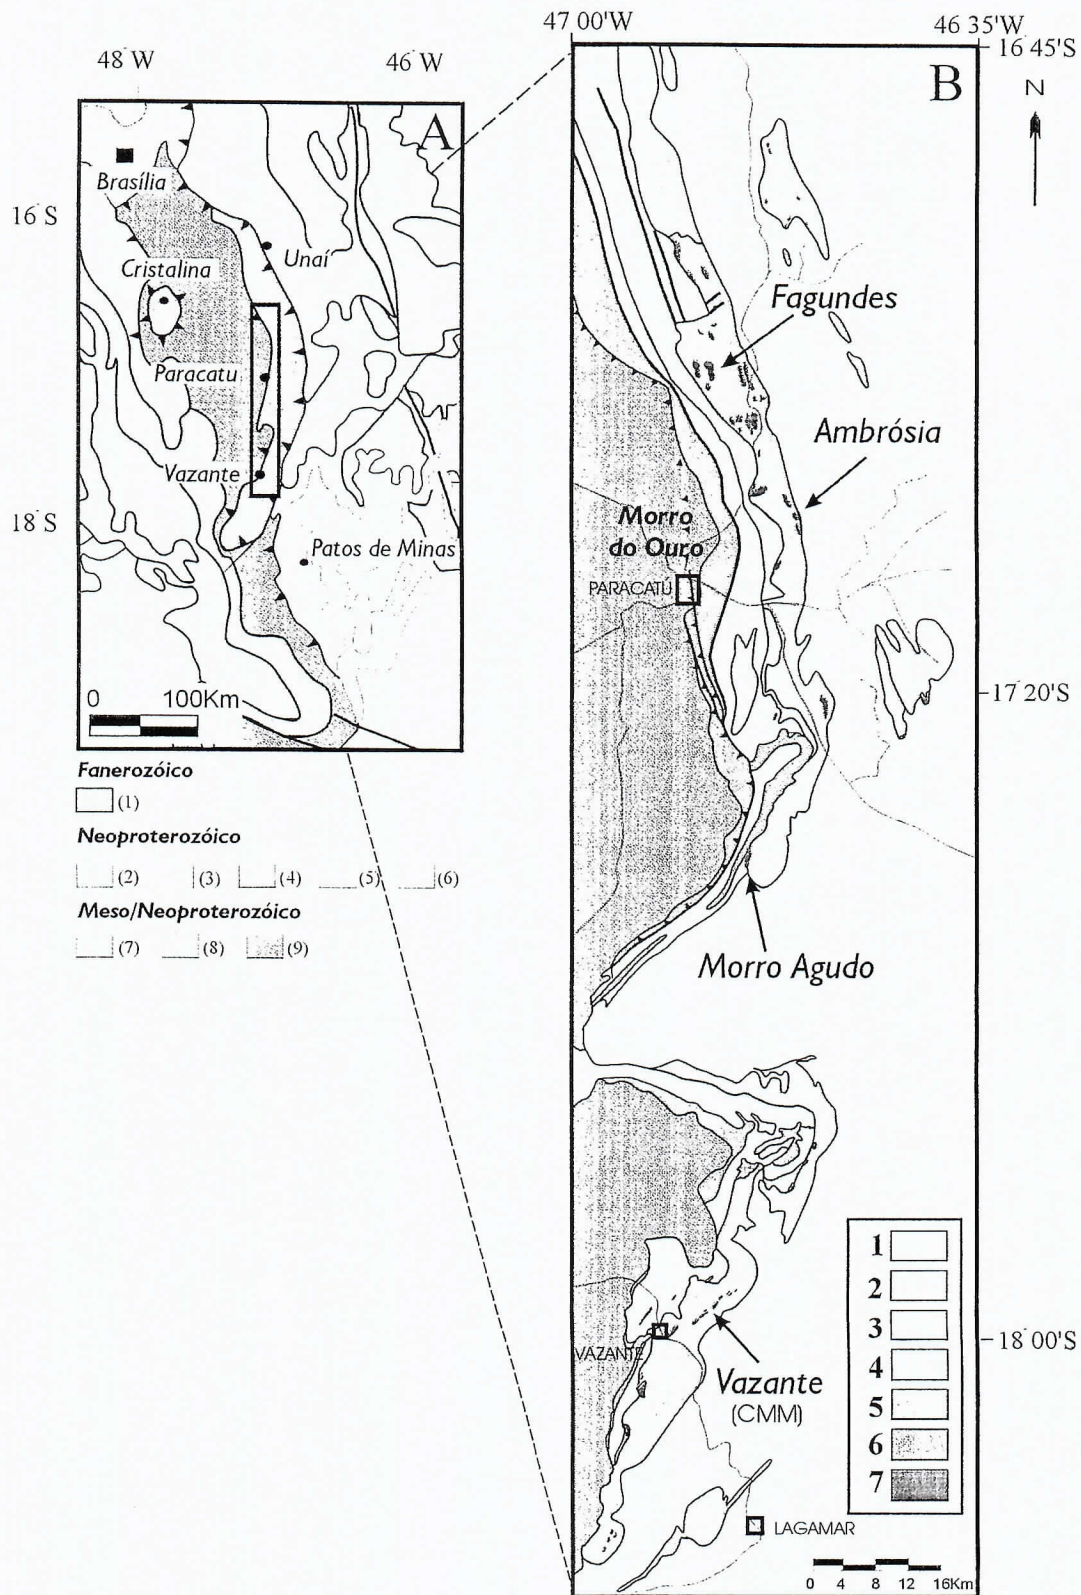 47°00'W
46°35'W
48°W
46°W
16°45'S
A
B
N
Brasília
16°S
Unaí
Cristalina
Fagundes
Paracatu
Ambrósia
Vazante
18°S
Morro
do Ouro
Patos de Minas
PARACATÚ
0 100Km
17°20'S
Fanerozóico
(1)
Neoproterozóico
(2) (3) (4) (5) (6)
Meso/Neoproterozóico
(7) (8) (9)
Morro Agudo
1
2
3
4
5
6
7
18°00'S
VAZANTE
Vazante
(CMM)
LAGAMAR
0 4 8 12 16Km